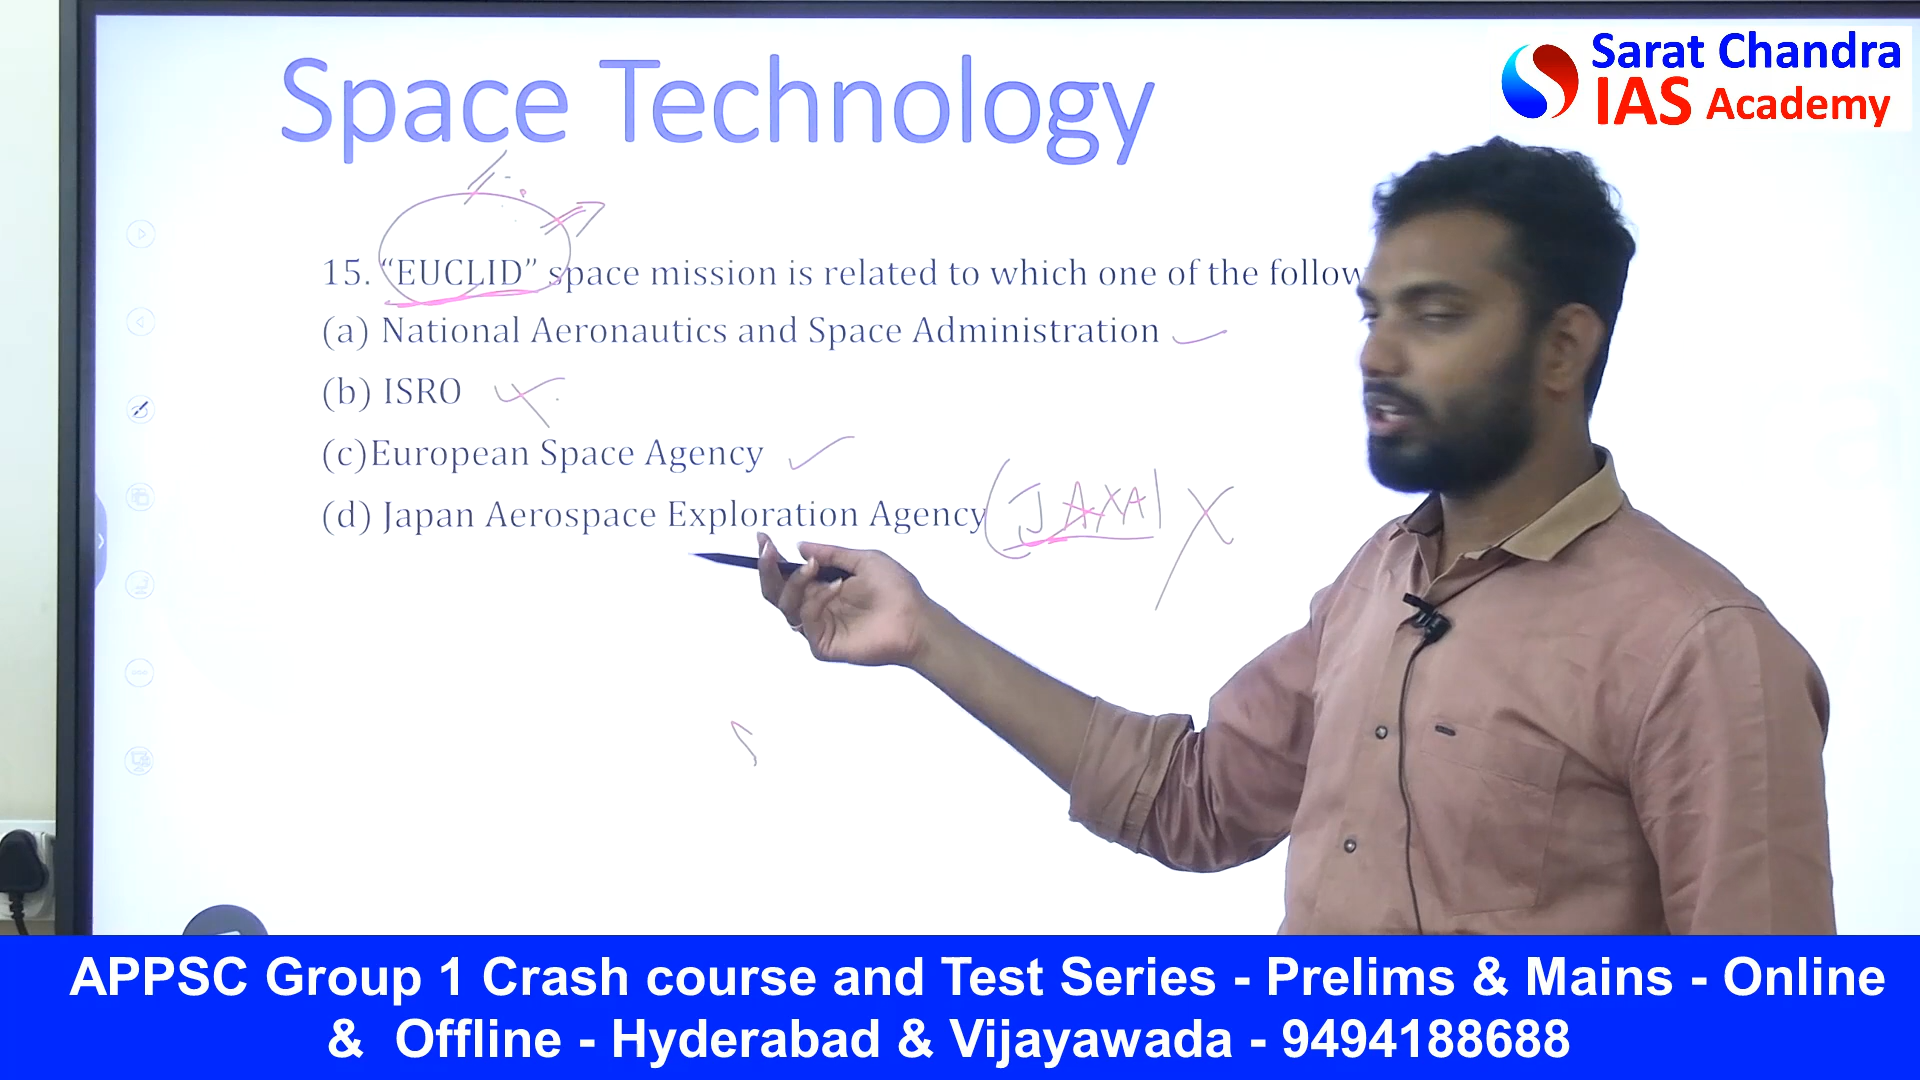 Space Technology
Sarat Chandra
IAS Academy
15. “EUCLID” space mission is related to which one of the follow
(a) National Aeronautics and Space Administration
(b) ISRO
(c)European Space Agency
(d) Japan Aerospace Exploration Agency (JAXA)
APPSC Group 1 Crash course and Test Series - Prelims & Mains - Online
& Offline - Hyderabad & Vijayawada - 9494188688